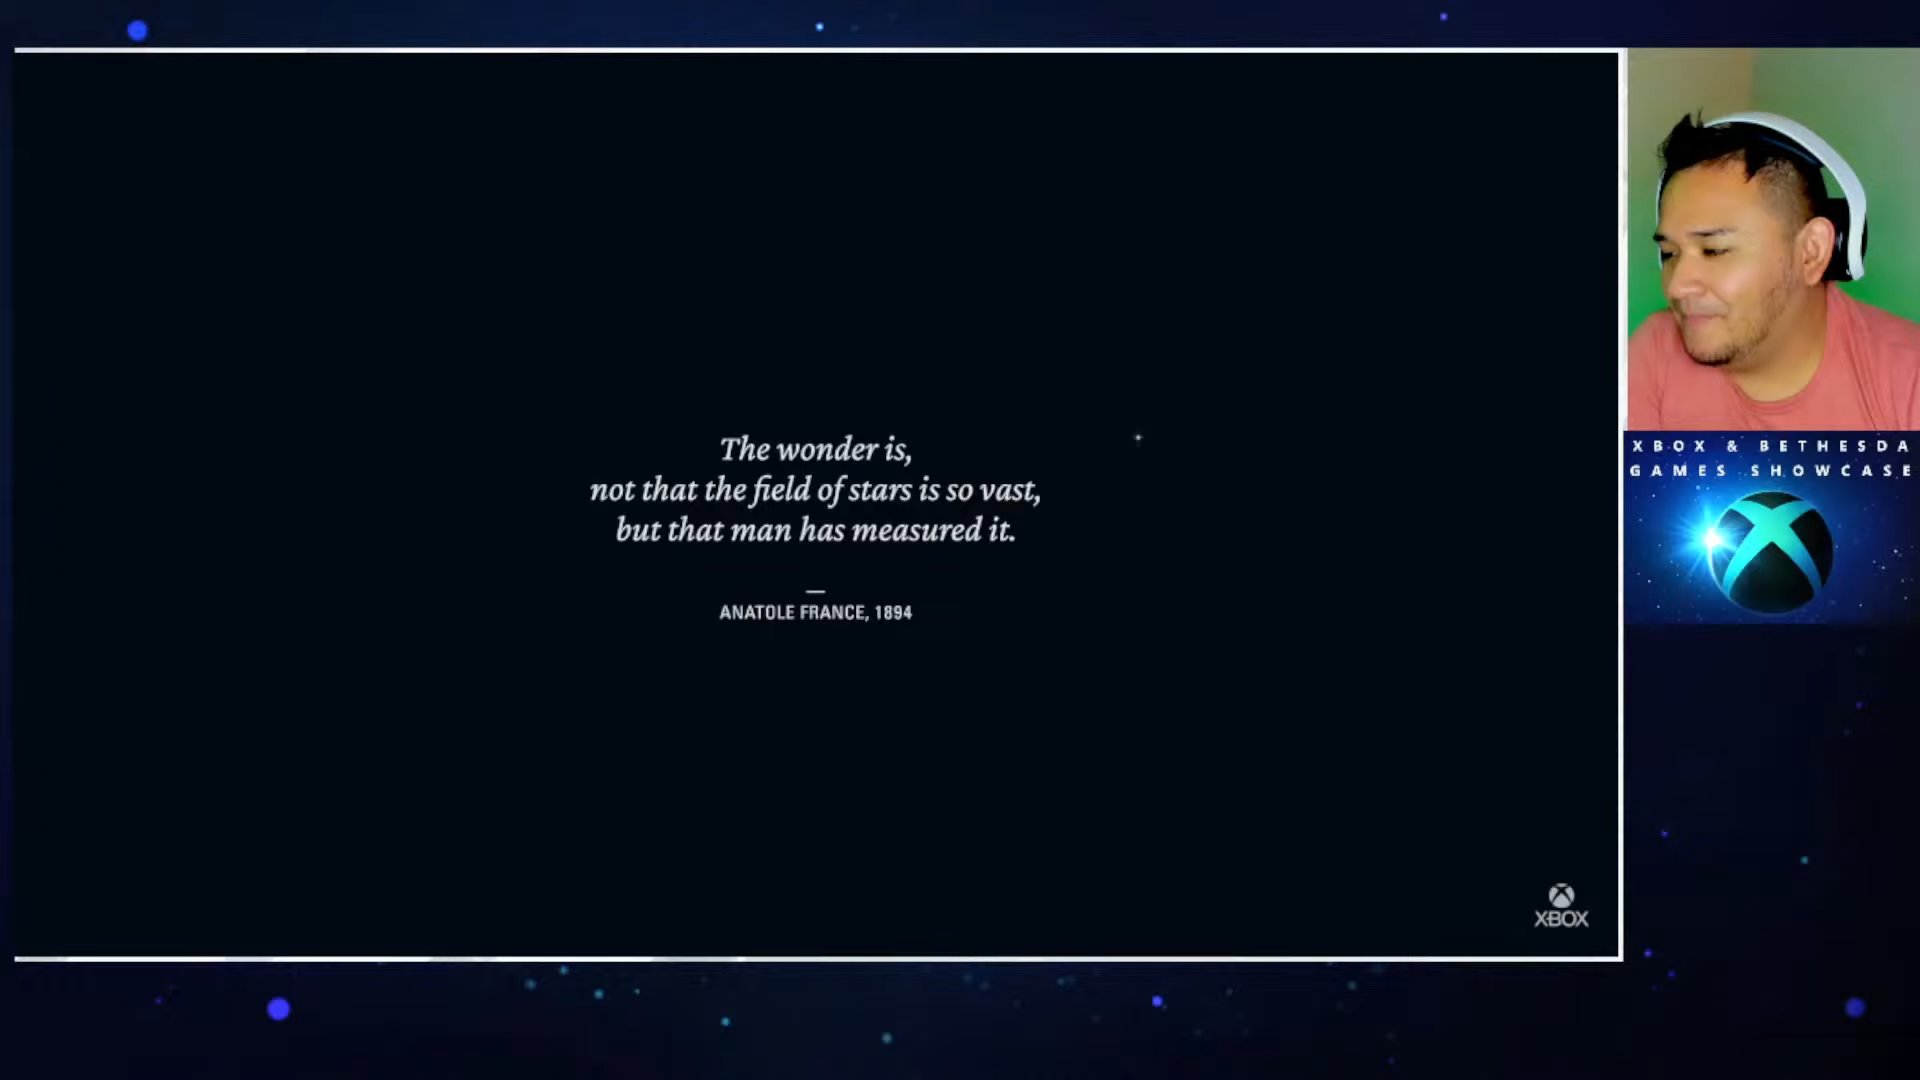 The wonder is,
not that the field of stars is so vast,
but that man has measured it.
—
ANATOLE FRANCE, 1894
XBOX
XBOX & BETHESDA
GAMES SHOWCASE